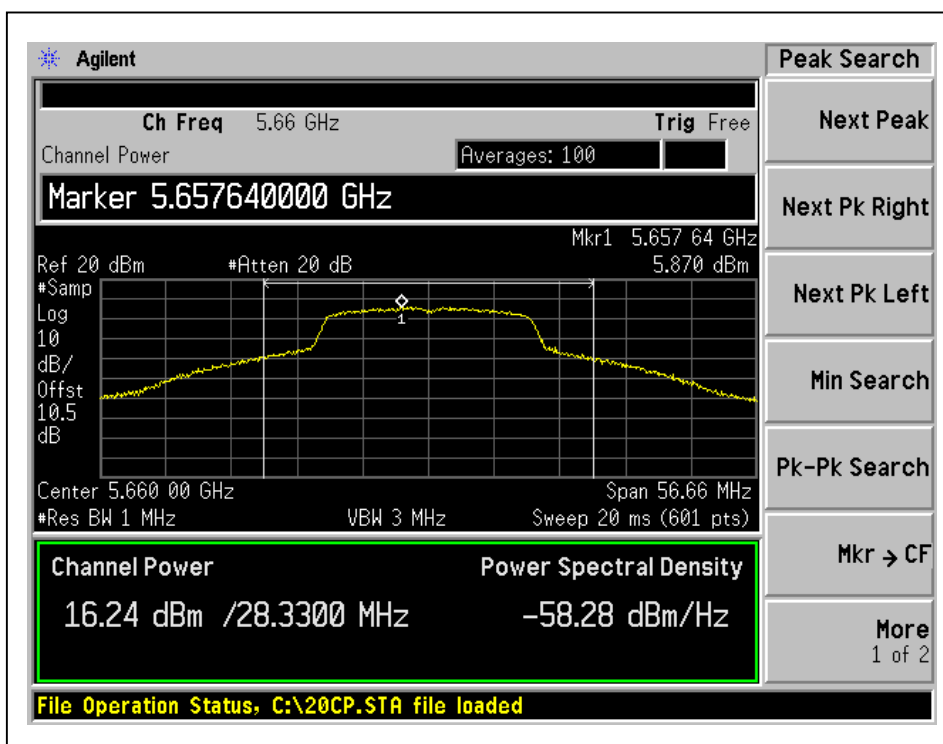 Agilent
Peak Search
Ch Freq 5.66 GHz Trig Free
Channel Power Averages: 100
Marker 5.657640000 GHz
Mkr1 5.657 64 GHz
Ref 20 dBm #Atten 20 dB 5.870 dBm
#Samp
Log
10
dB/
Offst
10.5
dB
1
Center 5.660 00 GHz Span 56.66 MHz
#Res BW 1 MHz VBW 3 MHz Sweep 20 ms (601 pts)
Channel Power Power Spectral Density
16.24 dBm /28.3300 MHz -58.28 dBm/Hz
File Operation Status, C:\20CP.STA file loaded
Next Peak
Next Pk Right
Next Pk Left
Min Search
Pk-Pk Search
Mkr → CF
More
1 of 2